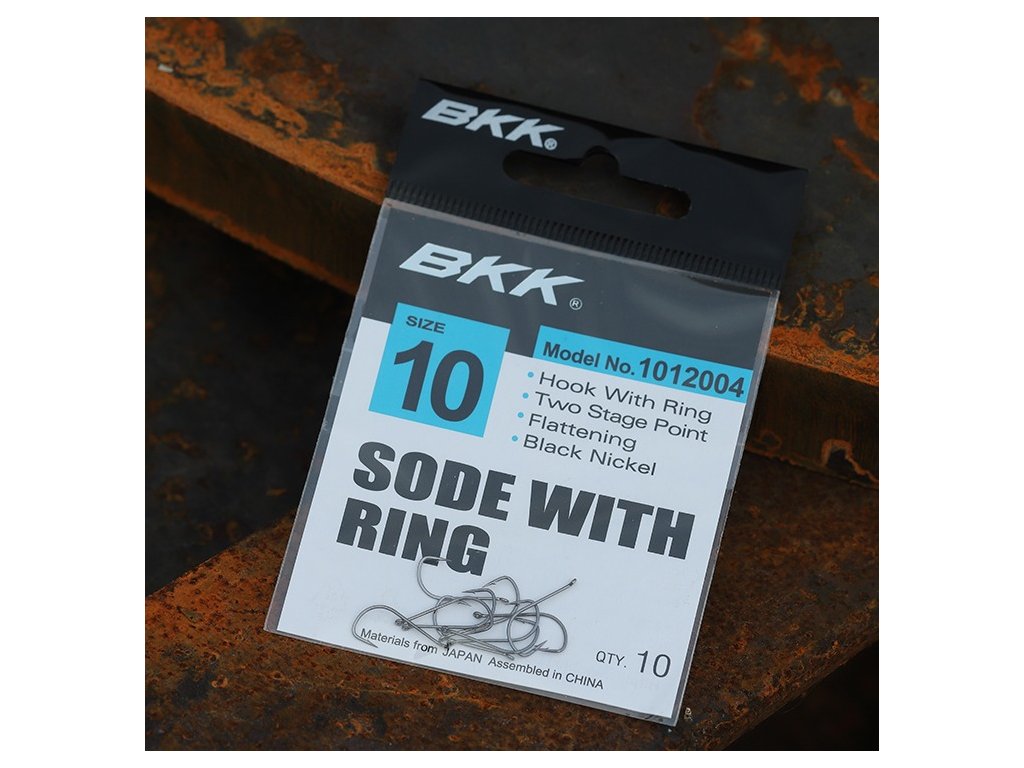 BKK®
BKK®
SIZE
10
Model No. 1012004
• Hook With Ring
• Two Stage Point
• Flattening
• Black Nickel
SODE WITH
RING
Materials from JAPAN Assembled in CHINA
QTY. 10